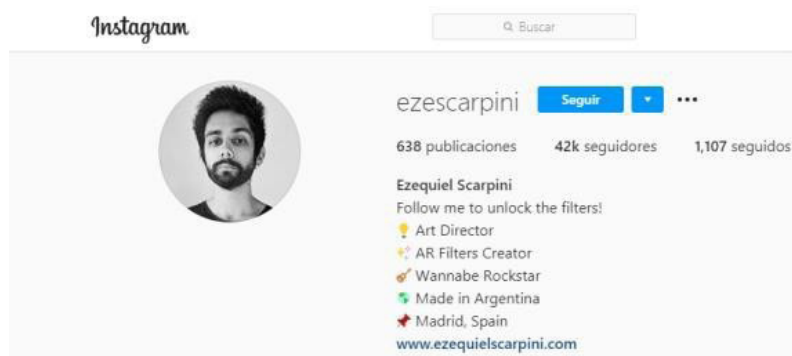 Instagram
Buscar
ezescarpini Seguir
638 publicaciones 42k seguidores 1,107 seguidos
Ezequiel Scarpini
Follow me to unlock the filters!
💡 Art Director
✨ AR Filters Creator
🎸 Wannabe Rockstar
🌎 Made in Argentina
📌 Madrid, Spain
www.ezequielscarpini.com